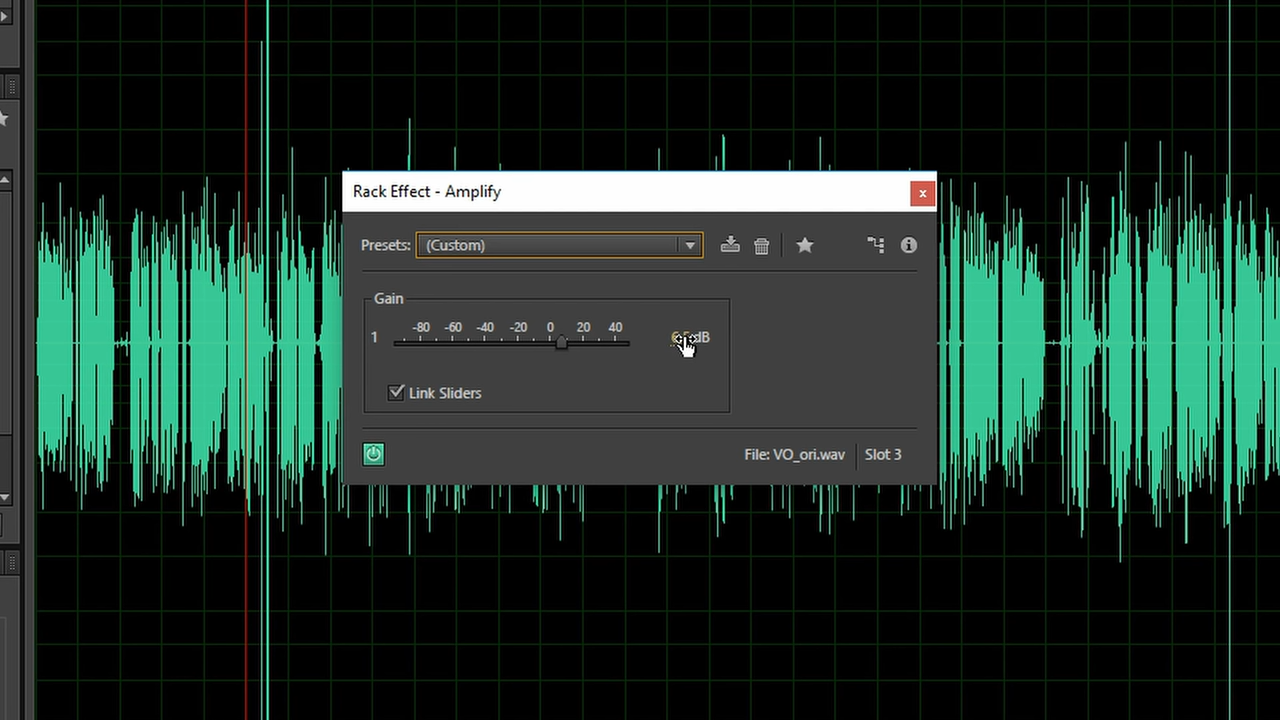 Rack Effect - Amplify
x
Presets: (Custom)
Gain
-80 -60 -40 -20 0 20 40
1
dB
Link Sliders
File: VO_ori.wav
Slot 3